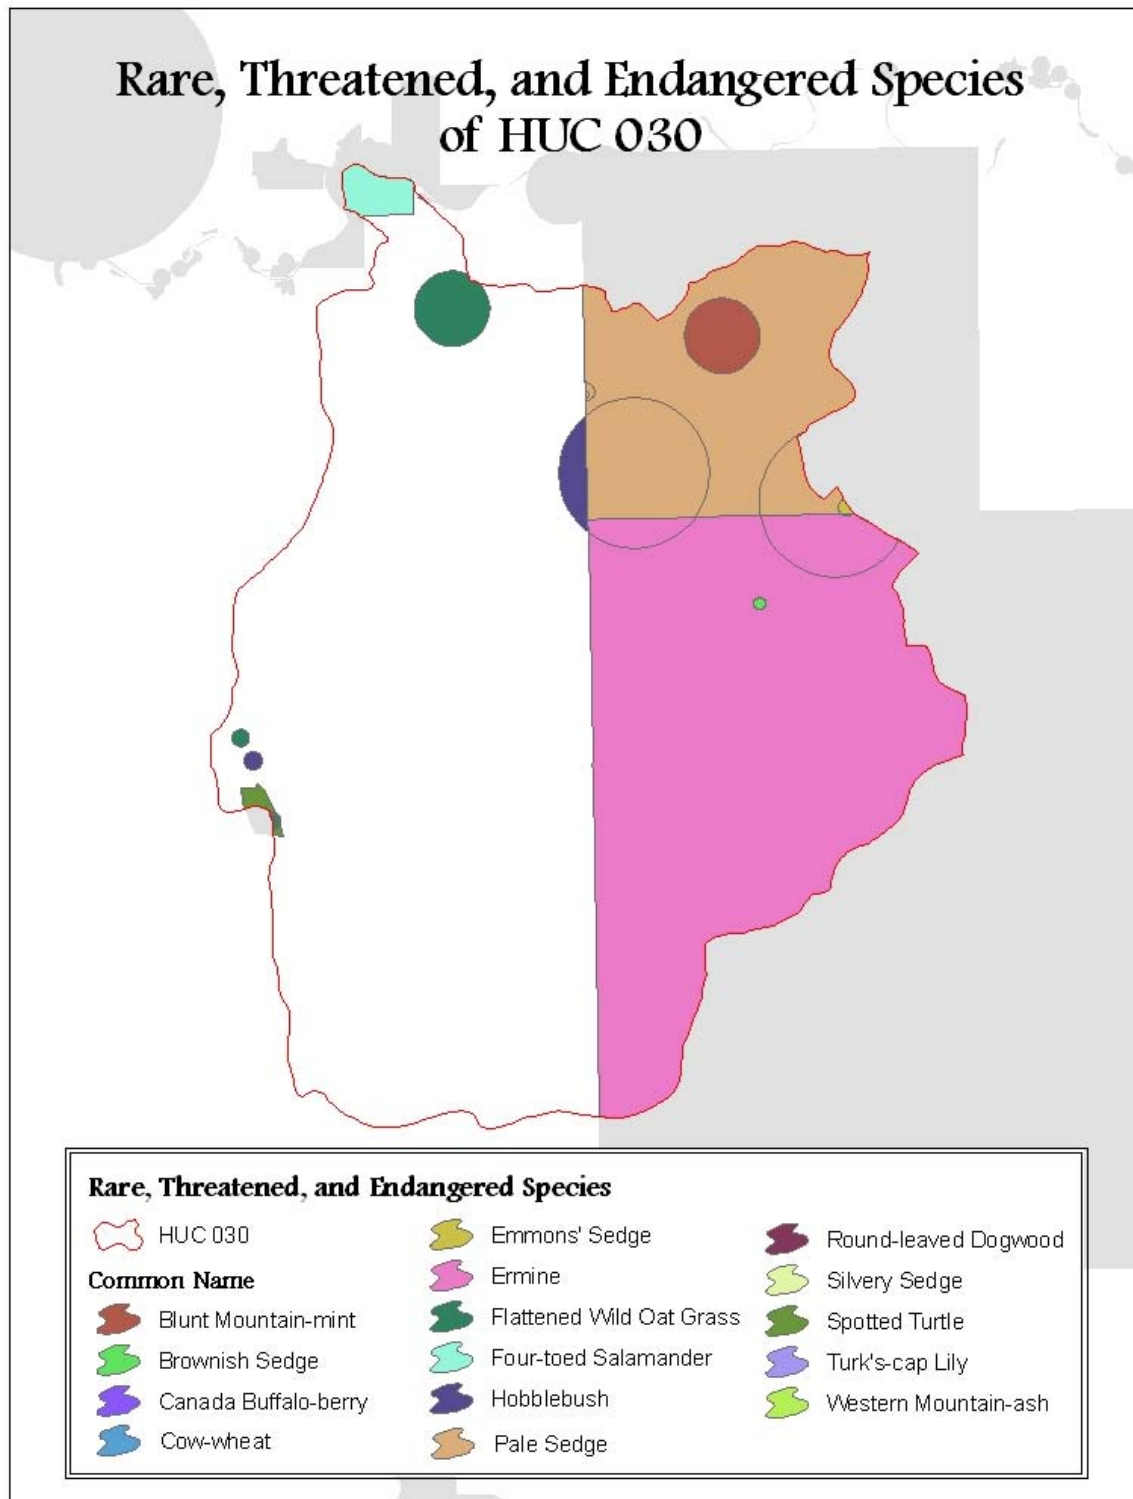 Rare, Threatened, and Endangered Species
of HUC 030
Rare, Threatened, and Endangered Species
HUC 030
Common Name
Blunt Mountain-mint
Brownish Sedge
Canada Buffalo-berry
Cow-wheat
Emmons' Sedge
Ermine
Flattened Wild Oat Grass
Four-toed Salamander
Hobblebush
Pale Sedge
Round-leaved Dogwood
Silvery Sedge
Spotted Turtle
Turk's-cap Lily
Western Mountain-ash